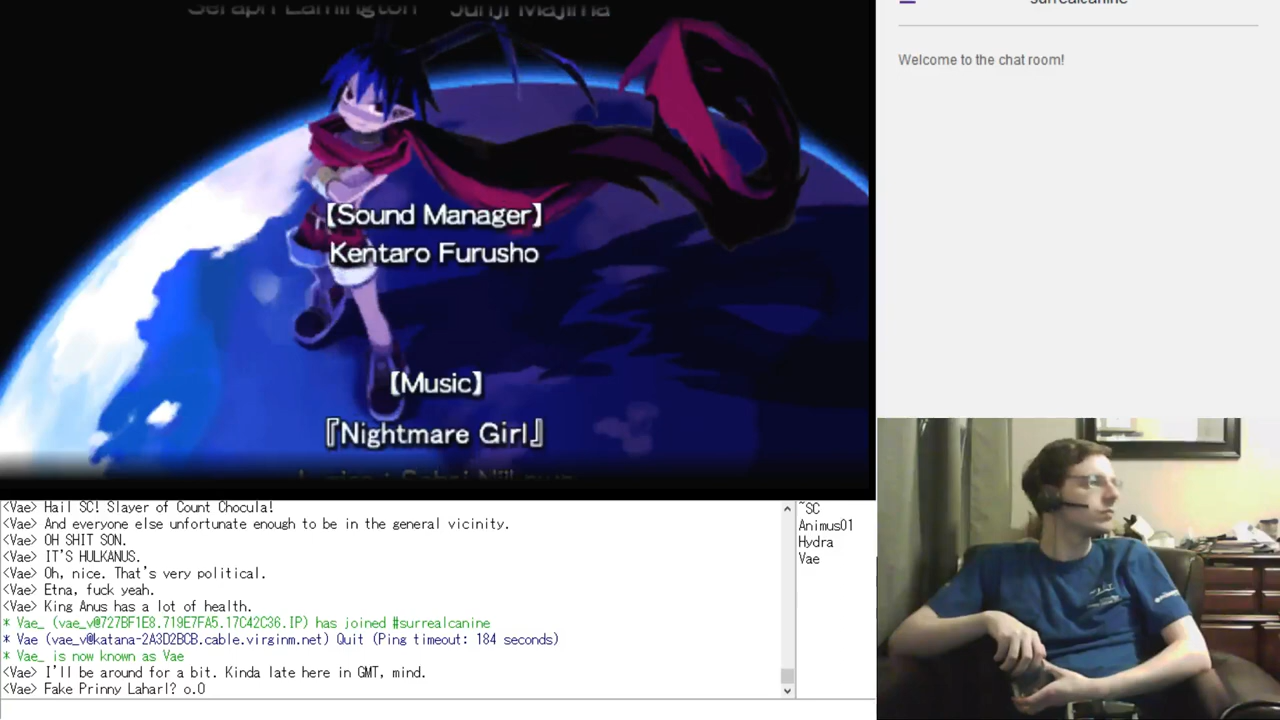 Seraph Lamington Junji Majima
【Sound Manager】
Kentaro Furusho
【Music】
『Nightmare Girl』
surrealcanine
Welcome to the chat room!
<Vae> Hail SC! Slayer of Count Chocula!
<Vae> And everyone else unfortunate enough to be in the general vicinity.
<Vae> OH SHIT SON.
<Vae> IT'S HULKANUS.
<Vae> Oh, nice. That's very political.
<Vae> Etna, fuck yeah.
<Vae> King Anus has a lot of health.
* Vae_ (vae_v@727BF1E8.719E7FA5.17C42C36.IP) has joined #surrealcanine
* Vae (vae_v@katana-2A3D2BCB.cable.virginm.net) Quit (Ping timeout: 184 seconds)
* Vae_ is now known as Vae
<Vae> I'll be around for a bit. Kinda late here in GMT, mind.
<Vae> Fake Prinny Laharl? o.O
~SC
Animus01
Hydra
Vae